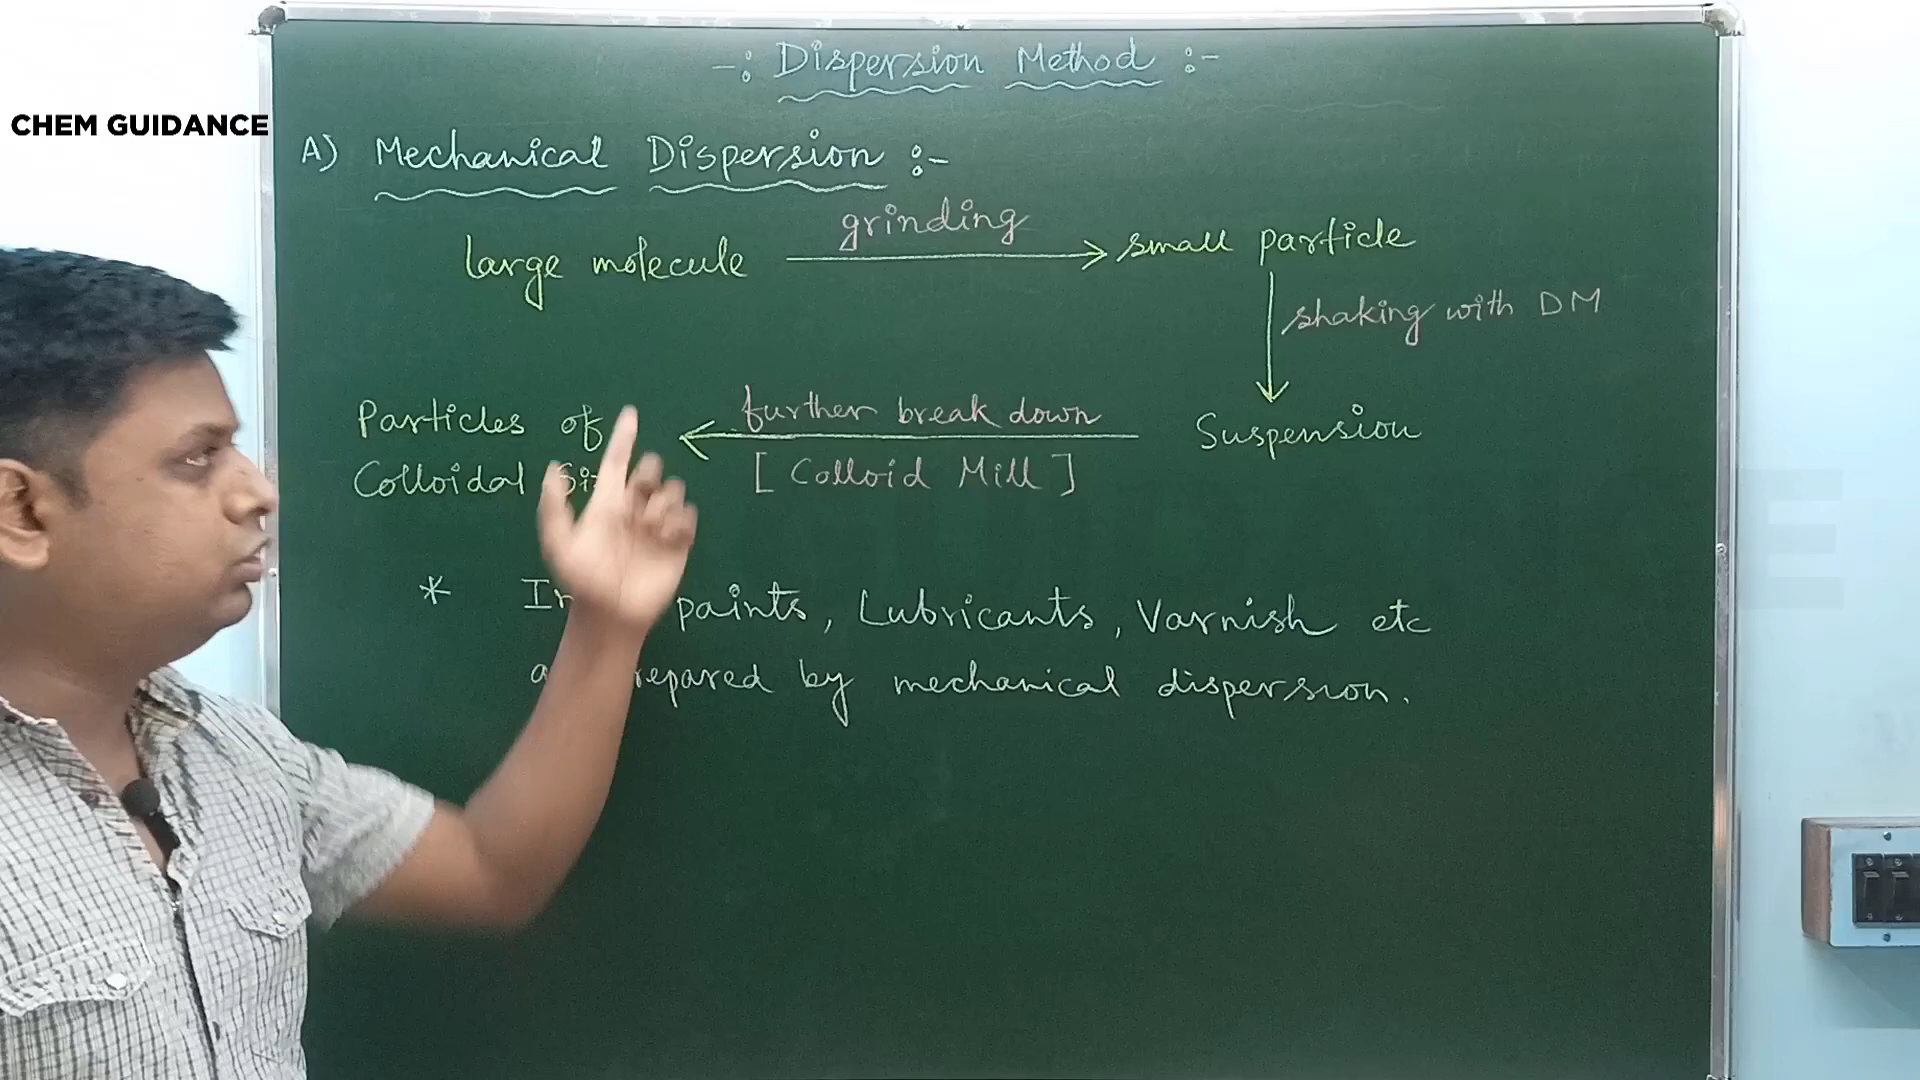 -: Dispersion Method :-
CHEM GUIDANCE
A) Mechanical Dispersion :-
large molecule grinding small particle
shaking with DM
Particles of further break down Suspension
Colloidal [ Colloid Mill ]
* paints, Lubricants, Varnish etc
by mechanical dispersion.